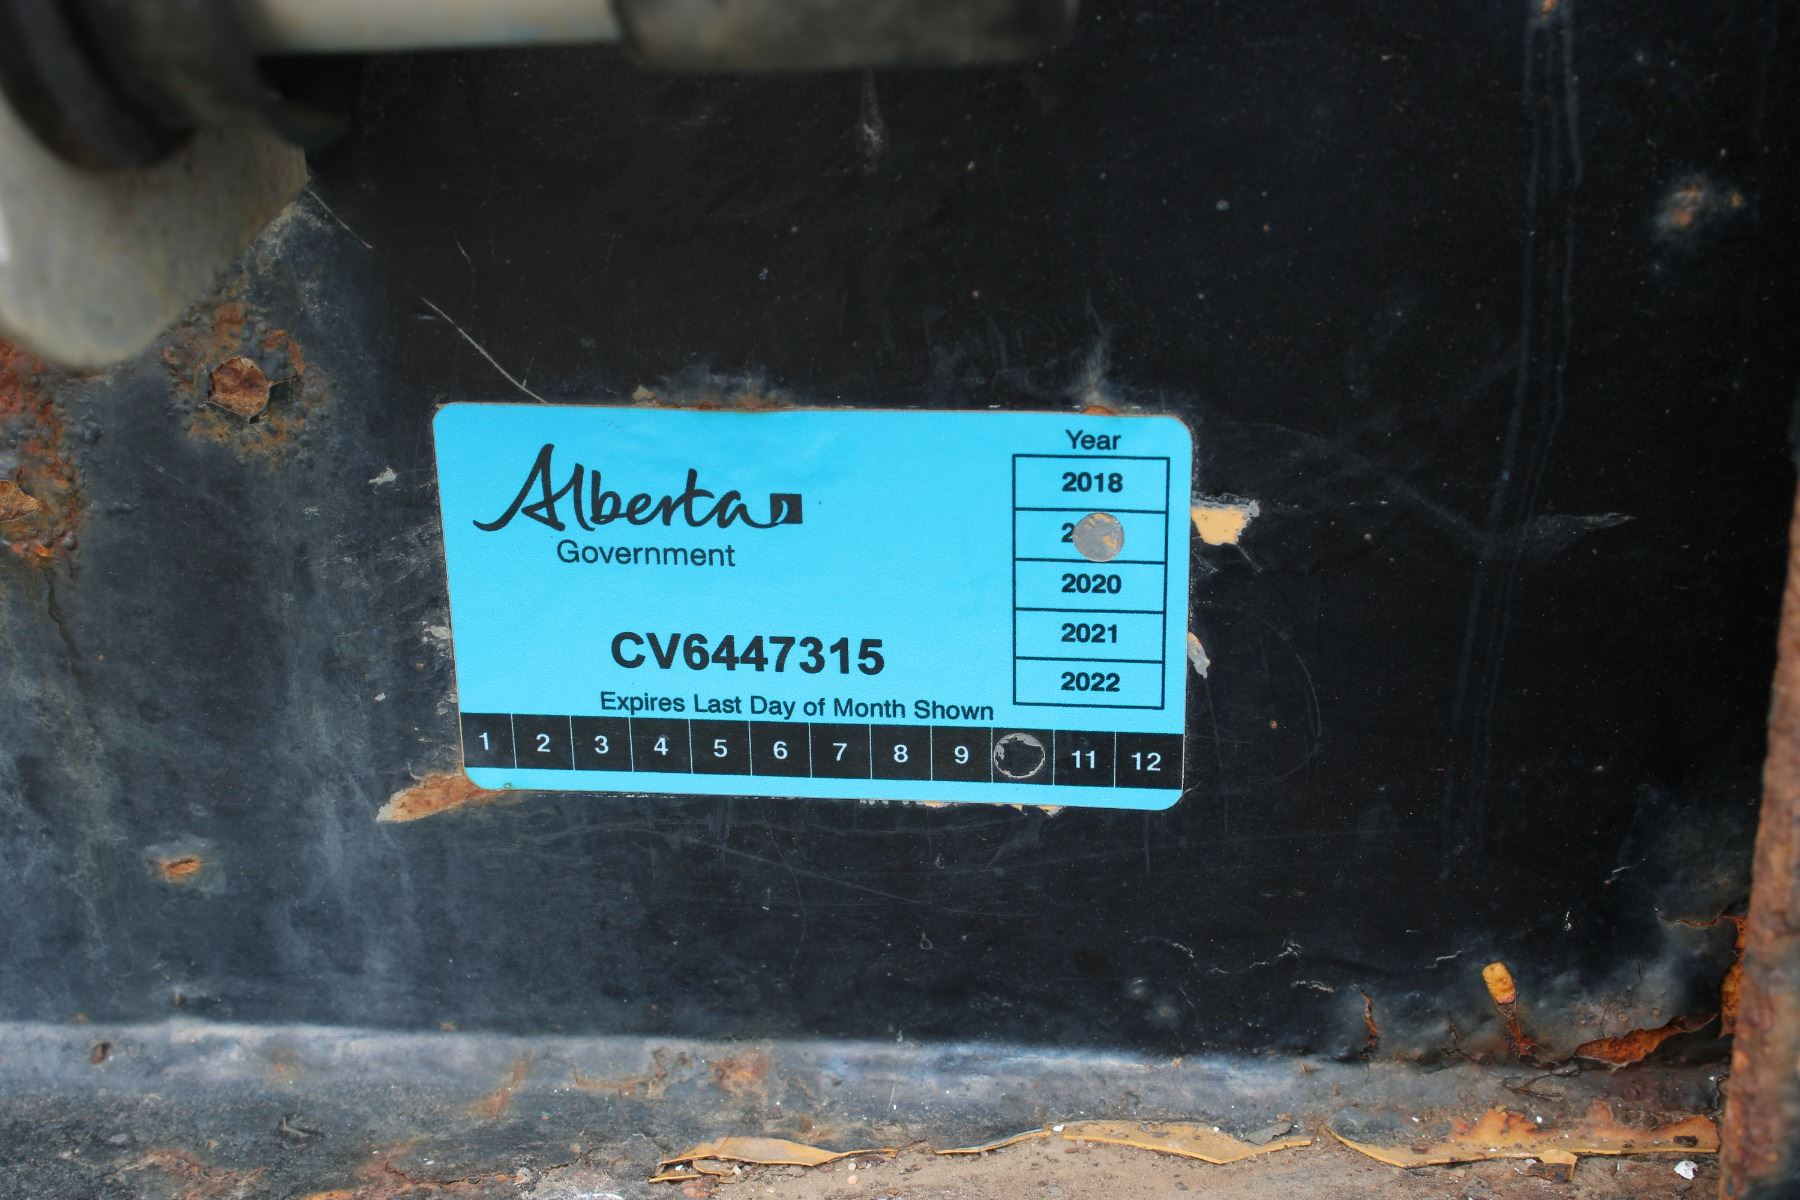 Alberta
Government
CV6447315
Expires Last Day of Month Shown
Year
2018
2
2020
2021
2022
1 2 3 4 5 6 7 8 9 11 12